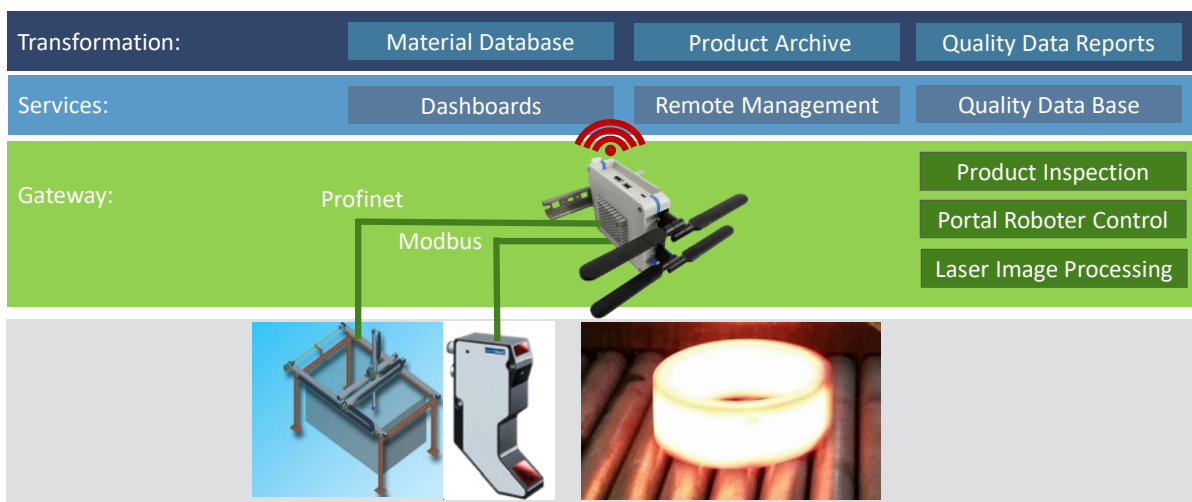 Transformation:
Material Database
Product Archive
Quality Data Reports
Services:
Dashboards
Remote Management
Quality Data Base
Gateway:
Profinet
Modbus
Product Inspection
Portal Roboter Control
Laser Image Processing